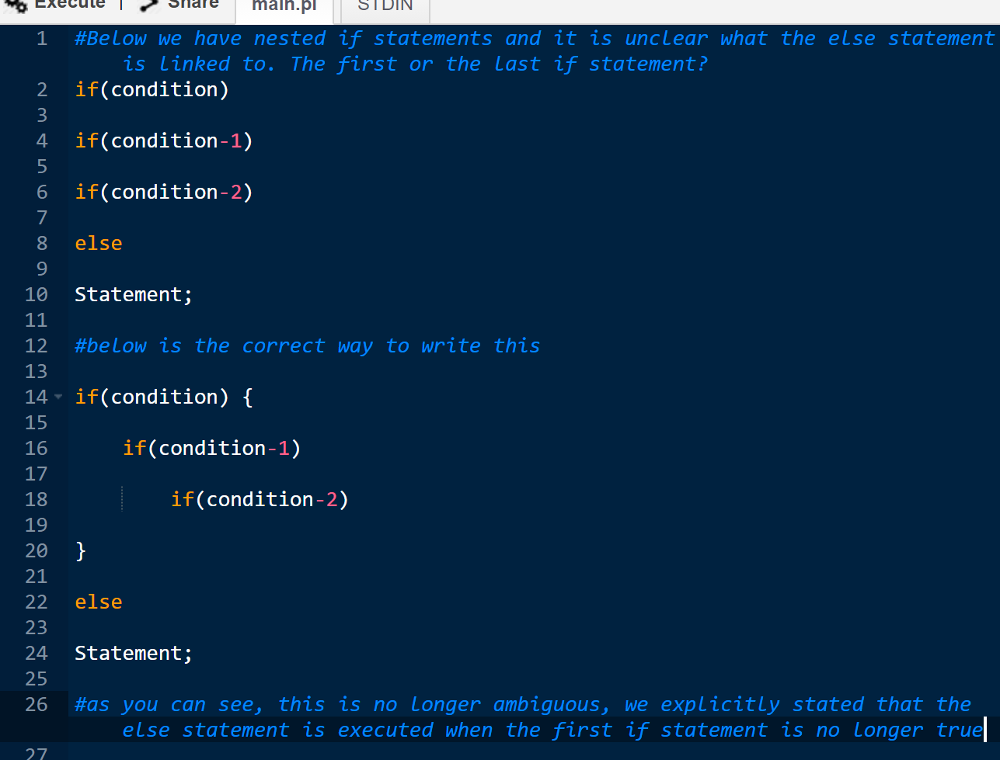 Execute | Share main.pl STDIN
1 #Below we have nested if statements and it is unclear what the else statement
is linked to. The first or the last if statement?
2 if(condition)
3
4 if(condition-1)
5
6 if(condition-2)
7
8 else
9
10 Statement;
11
12 #below is the correct way to write this
13
14 if(condition) {
15
16 if(condition-1)
17
18 if(condition-2)
19
20 }
21
22 else
23
24 Statement;
25
26 #as you can see, this is no longer ambiguous, we explicitly stated that the
else statement is executed when the first if statement is no longer true
27